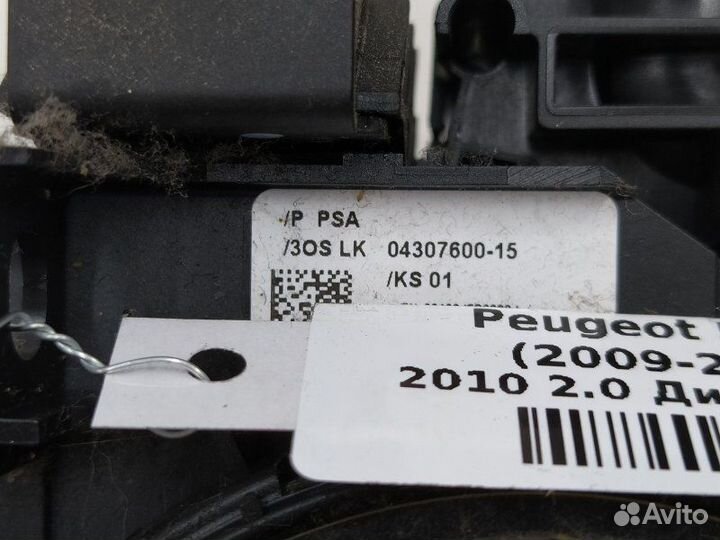 /P PSA
/3OS LK 04307600-15
/KS 01
Peugeot
(2009-2
2010 2.0 Ди
Avito